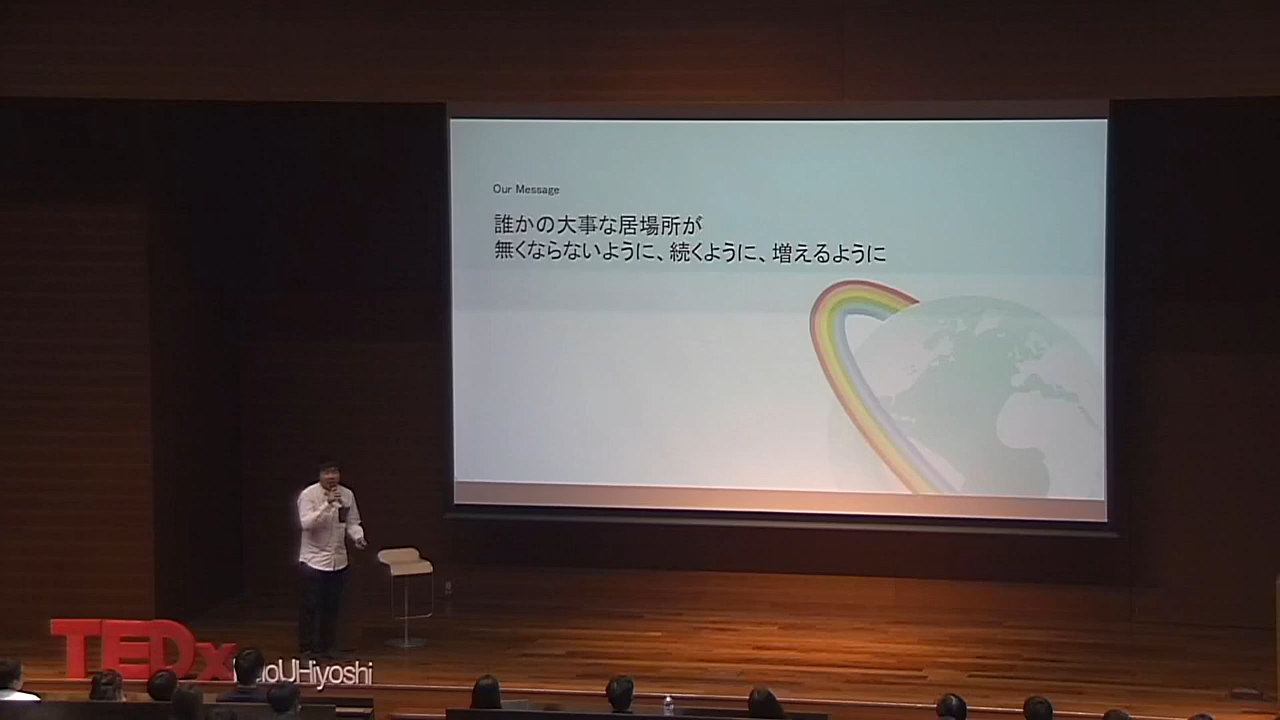 Our Message
誰かの大事な居場所が
無くならないように、続くように、増えるように
TEDx
UHiyoshi